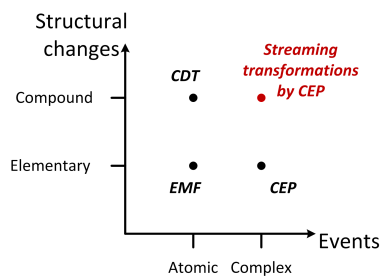 Structural
changes
Streaming
transformations
by CEP
CDT
Compound
Elementary
EMF
CEP
Events
Atomic
Complex